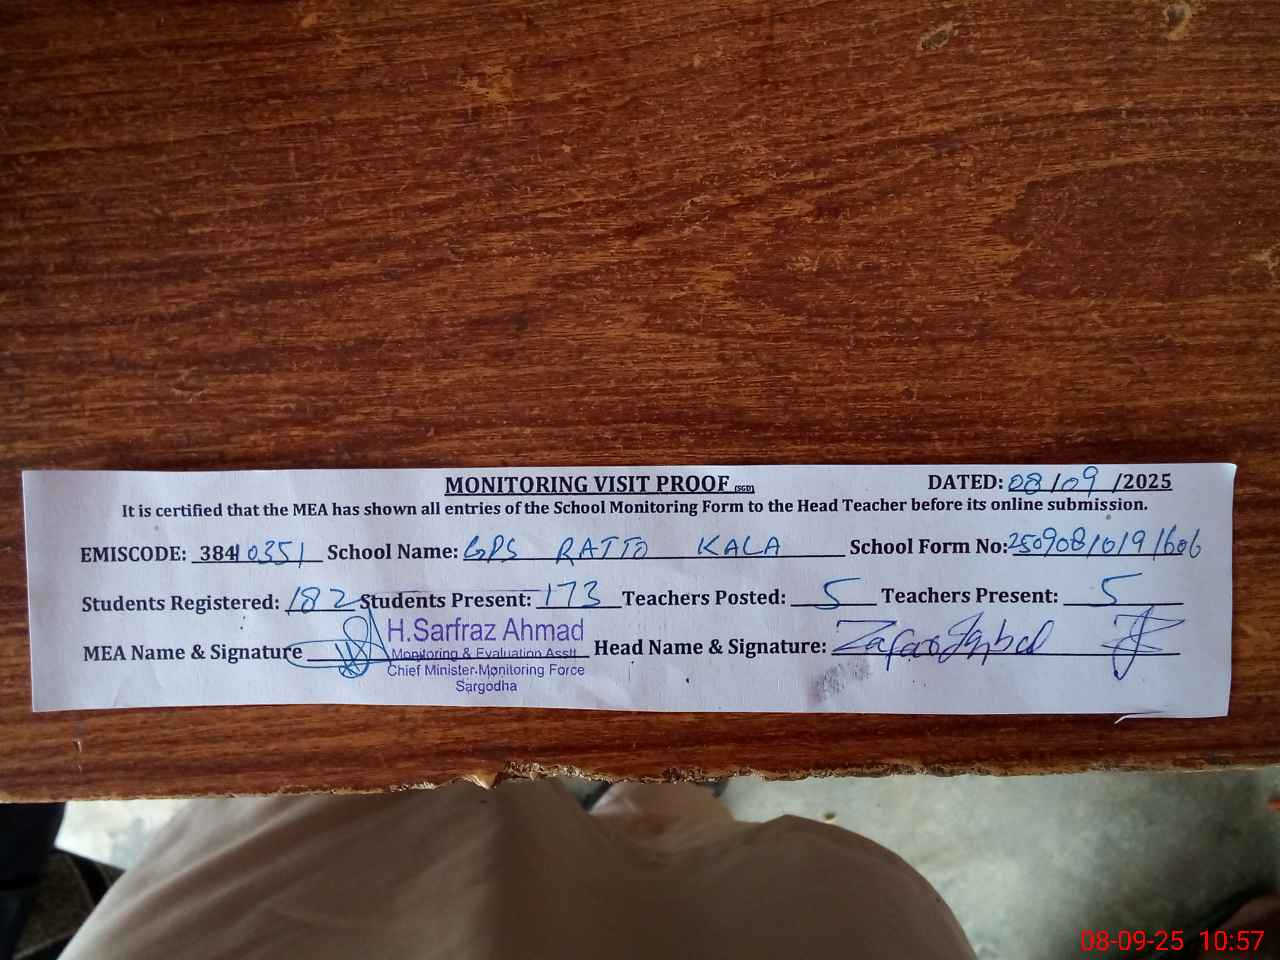 MONITORING VISIT PROOF (SGD) DATED: 08/09/2025
It is certified that the MEA has shown all entries of the School Monitoring Form to the Head Teacher before its online submission.
EMISCODE: 38410351 School Name: GPS RATTO KALA School Form No: 2509081019/606
Students Registered: 182 Students Present: 173 Teachers Posted: 5 Teachers Present: 5
MEA Name & Signature H.Sarfraz Ahmad Head Name & Signature: Zafar Iqbal
Monitoring & Evaluation Asstt
Chief Minister Monitoring Force
Sargodha
08-09-25 10:57